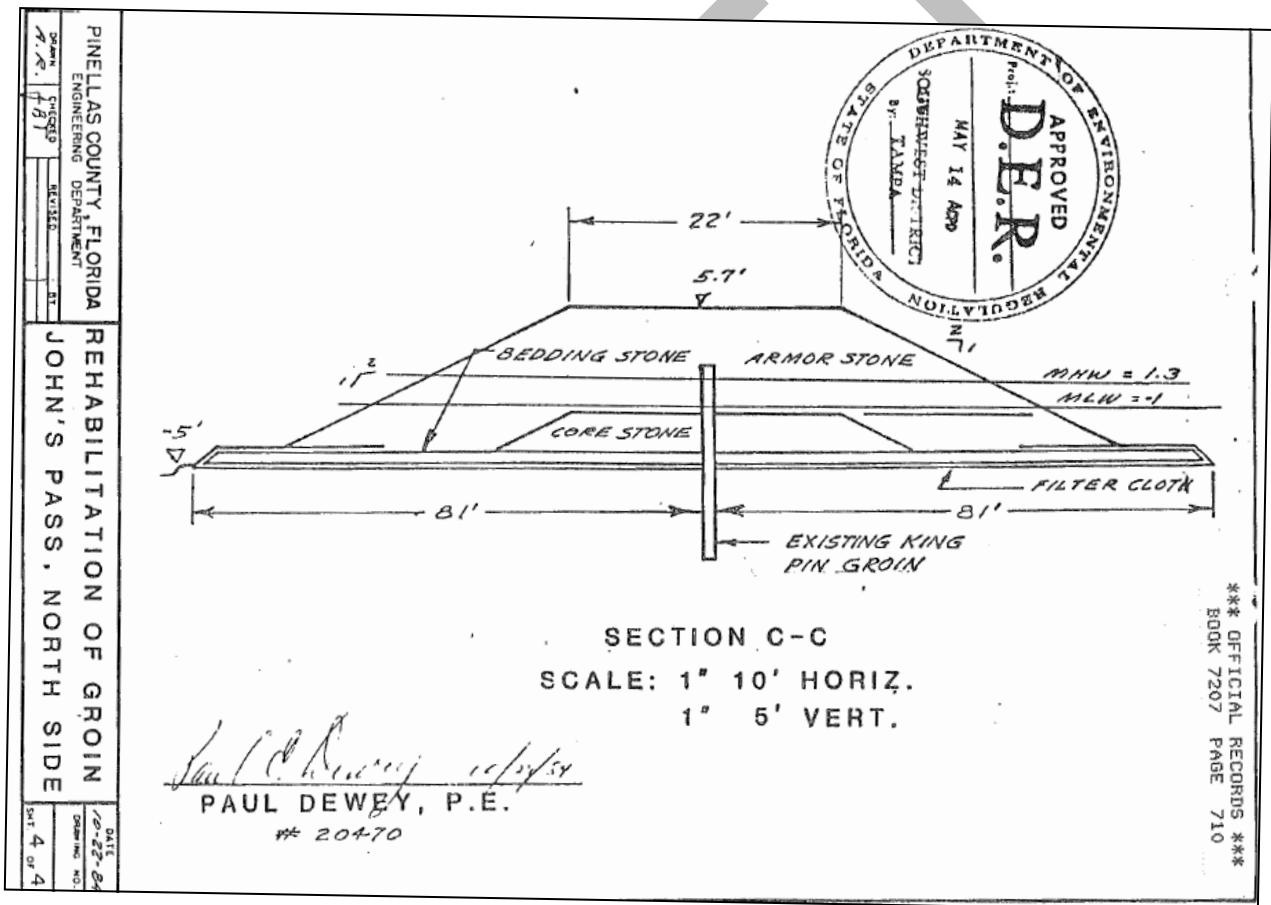 PINELLAS COUNTY, FLORIDA
ENGINEERING DEPARTMENT
DRAWN
A.R.
CHECKED
REVISED
BY
REHABILITATION OF GROIN
JOHN'S PASS, NORTH SIDE
DATE
10-22-84
DRAWING NO.
SHT. 4 OF 4
DEPARTMENT OF ENVIRONMENTAL REGULATION
STATE OF FLORIDA
APPROVED
Proj.:
D.E.R.
MAY 14
By: TAMPA
22'
5.7'
BEDDING STONE
ARMOR STONE
2
1
2
1
MHW = 1.3
MLW = -1
-5'
CORE STONE
FILTER CLOTH
81'
81'
EXISTING KING
PIN GROIN
SECTION C-C
SCALE: 1" 10' HORIZ.
1" 5' VERT.
PAUL DEWEY, P.E.
# 20470
*** OFFICIAL RECORDS ***
BOOK 7207 PAGE 710